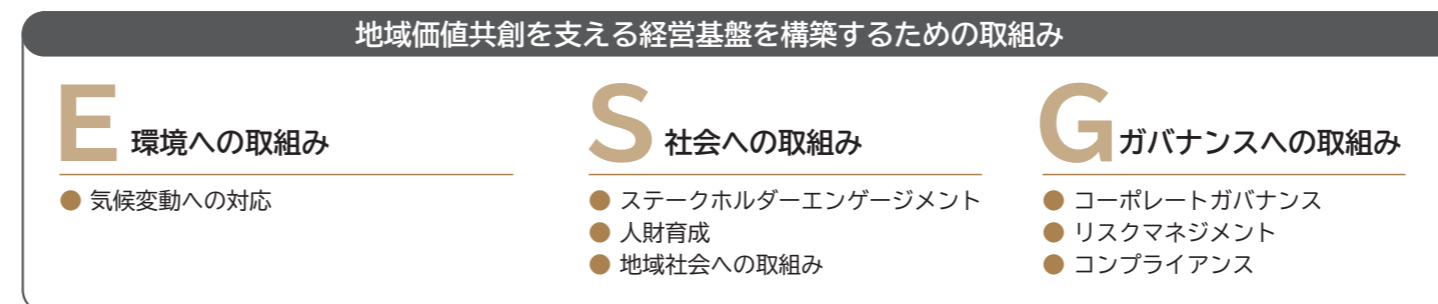 地域価値共創を支える経営基盤を構築するための取組み
E 環境への取組み
● 気候変動への対応
S 社会への取組み
● ステークホルダーエンゲージメント
● 人財育成
● 地域社会への取組み
G ガバナンスへの取組み
● コーポレートガバナンス
● リスクマネジメント
● コンプライアンス